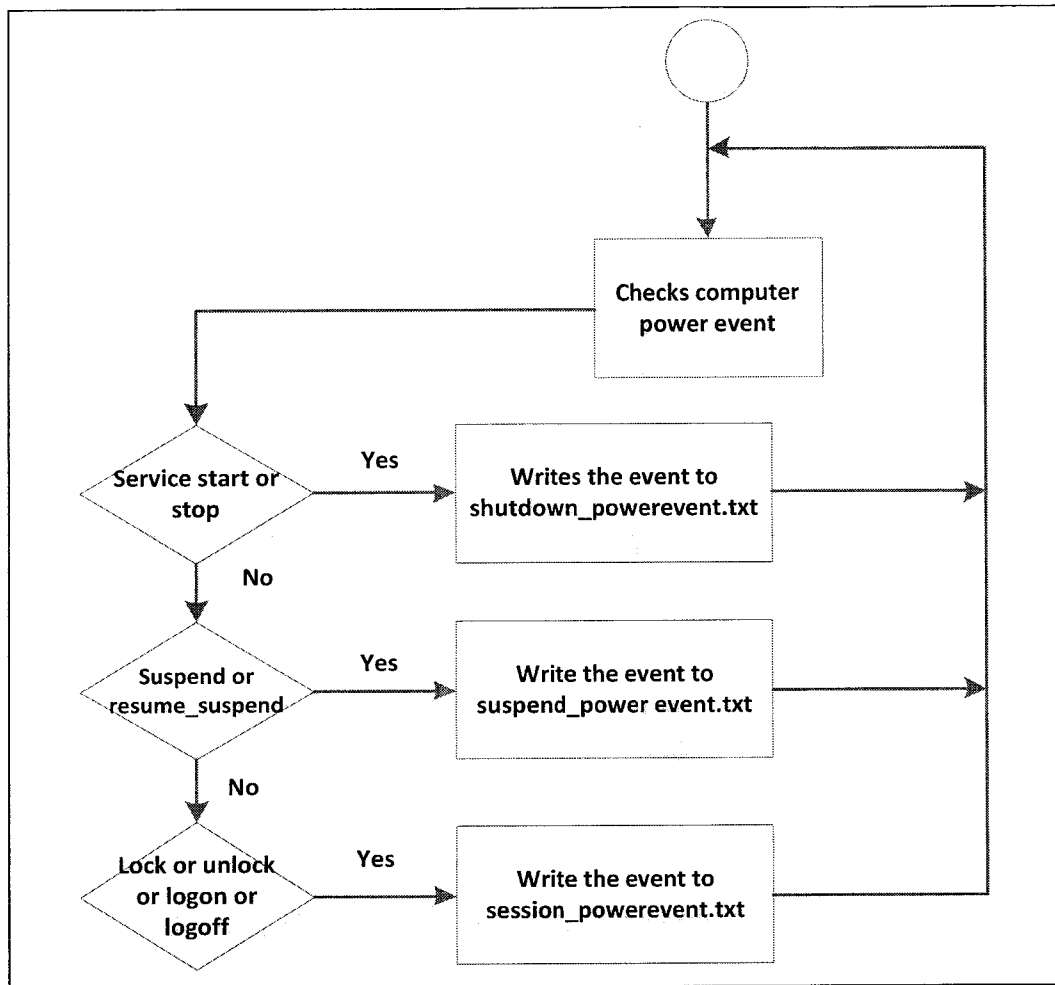 Checks computer
power event
Service start or
stop
Yes
Writes the event to
shutdown_powerevent.txt
No
Suspend or
resume_suspend
Yes
Write the event to
suspend_power event.txt
No
Lock or unlock
or logon or
logoff
Yes
Write the event to
session_powerevent.txt